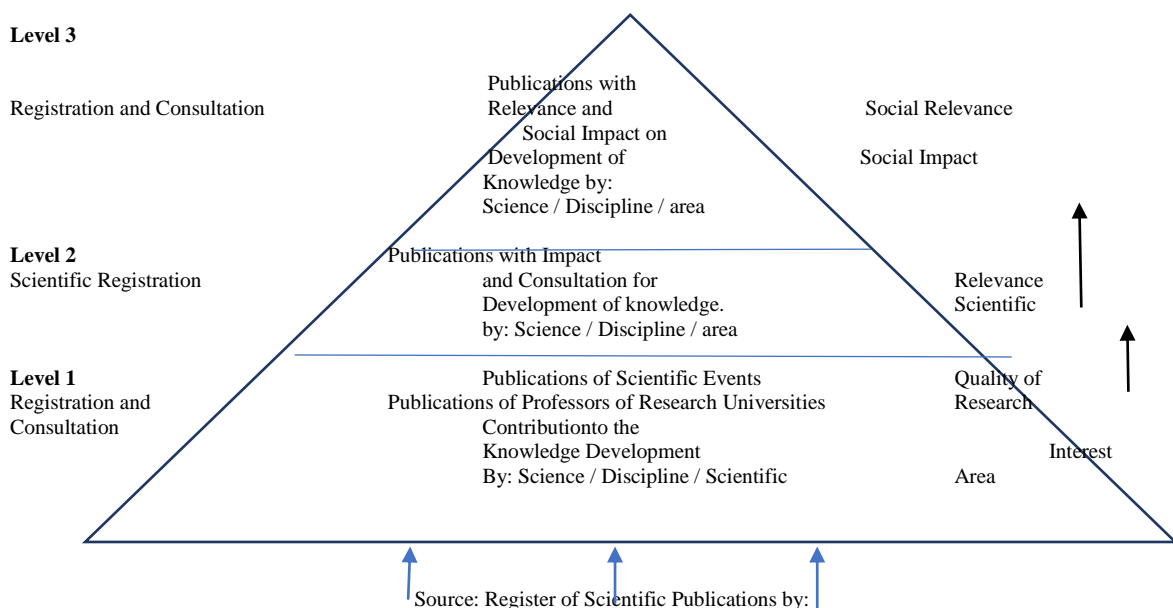 Level 3
Publications with
Registration and Consultation Relevance and Social Relevance
Social Impact on
Development of Social Impact
Knowledge by:
Science / Discipline / area
Level 2 Publications with Impact
Scientific Registration and Consultation for Relevance
Development of knowledge. Scientific
by: Science / Discipline / area
Level 1 Publications of Scientific Events Quality of
Registration and Publications of Professors of Research Universities Research
Consultation Contributionto the
Knowledge Development Interest
By: Science / Discipline / Scientific Area
Source: Register of Scientific Publications by: